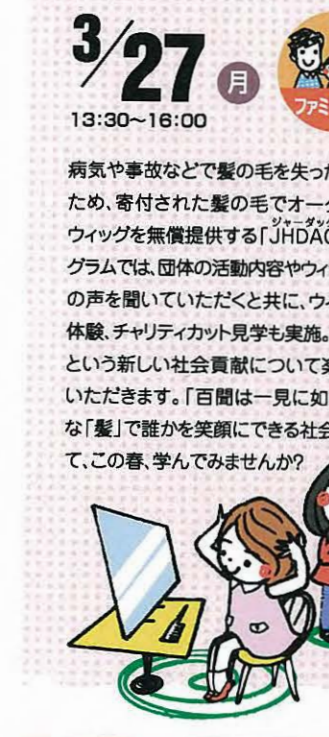 3/27 月
ファミ
13:30~16:00
病気や事故などで髪の毛を失った
ため、寄付された髪の毛でオー
ウィッグを無償提供する「JHDAC
ジャーダック
グラムでは、団体の活動内容やウィ
の声を聞いていただくと共に、ウィ
体験、チャリティカット見学も実施。
という新しい社会貢献について
いただきます。「百聞は一見に如
な「髪」で誰かを笑顔にできる社会
て、この春、学んでみませんか?